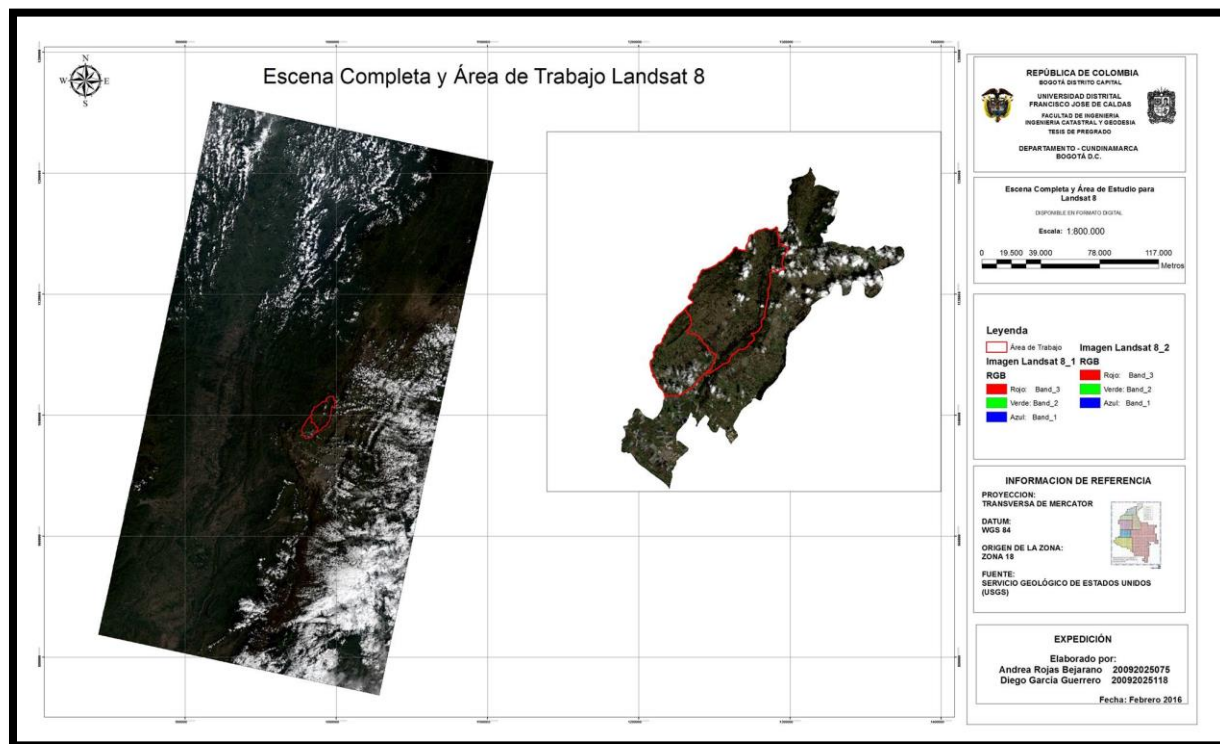 Escena Completa y Área de Trabajo Landsat 8
N
W
E
S
REPÚBLICA DE COLOMBIA
BOGOTÁ DISTRITO CAPITAL
UNIVERSIDAD DISTRITAL
FRANCISCO JOSE DE CALDAS
FACULTAD DE INGENIERIA
INGENIERIA CATASTRAL Y GEODESIA
TESIS DE PREGRADO
DEPARTAMENTO - CUNDINAMARCA
BOGOTÁ D.C.
Escena Completa y Área de Estudio para
Landsat 8
DISPONIBLE EN FORMATO DIGITAL
Escala: 1:800.000
0 19.500 39.000 78.000 117.000
Metros
Leyenda
Área de Trabajo
Imagen Landsat 8_1
RGB
Rojo: Band_3
Verde: Band_2
Azul: Band_1
Imagen Landsat 8_2
RGB
Rojo: Band_3
Verde: Band_2
Azul: Band_1
INFORMACION DE REFERENCIA
PROYECCION:
TRANSVERSA DE MERCATOR
DATUM:
WGS 84
ORIGEN DE LA ZONA:
ZONA 18
FUENTE:
SERVICIO GEOLÓGICO DE ESTADOS UNIDOS
(USGS)
EXPEDICIÓN
Elaborado por:
Andrea Rojas Bejarano 20092025075
Diego García Guerrero 20092025118
Fecha: Febrero 2016